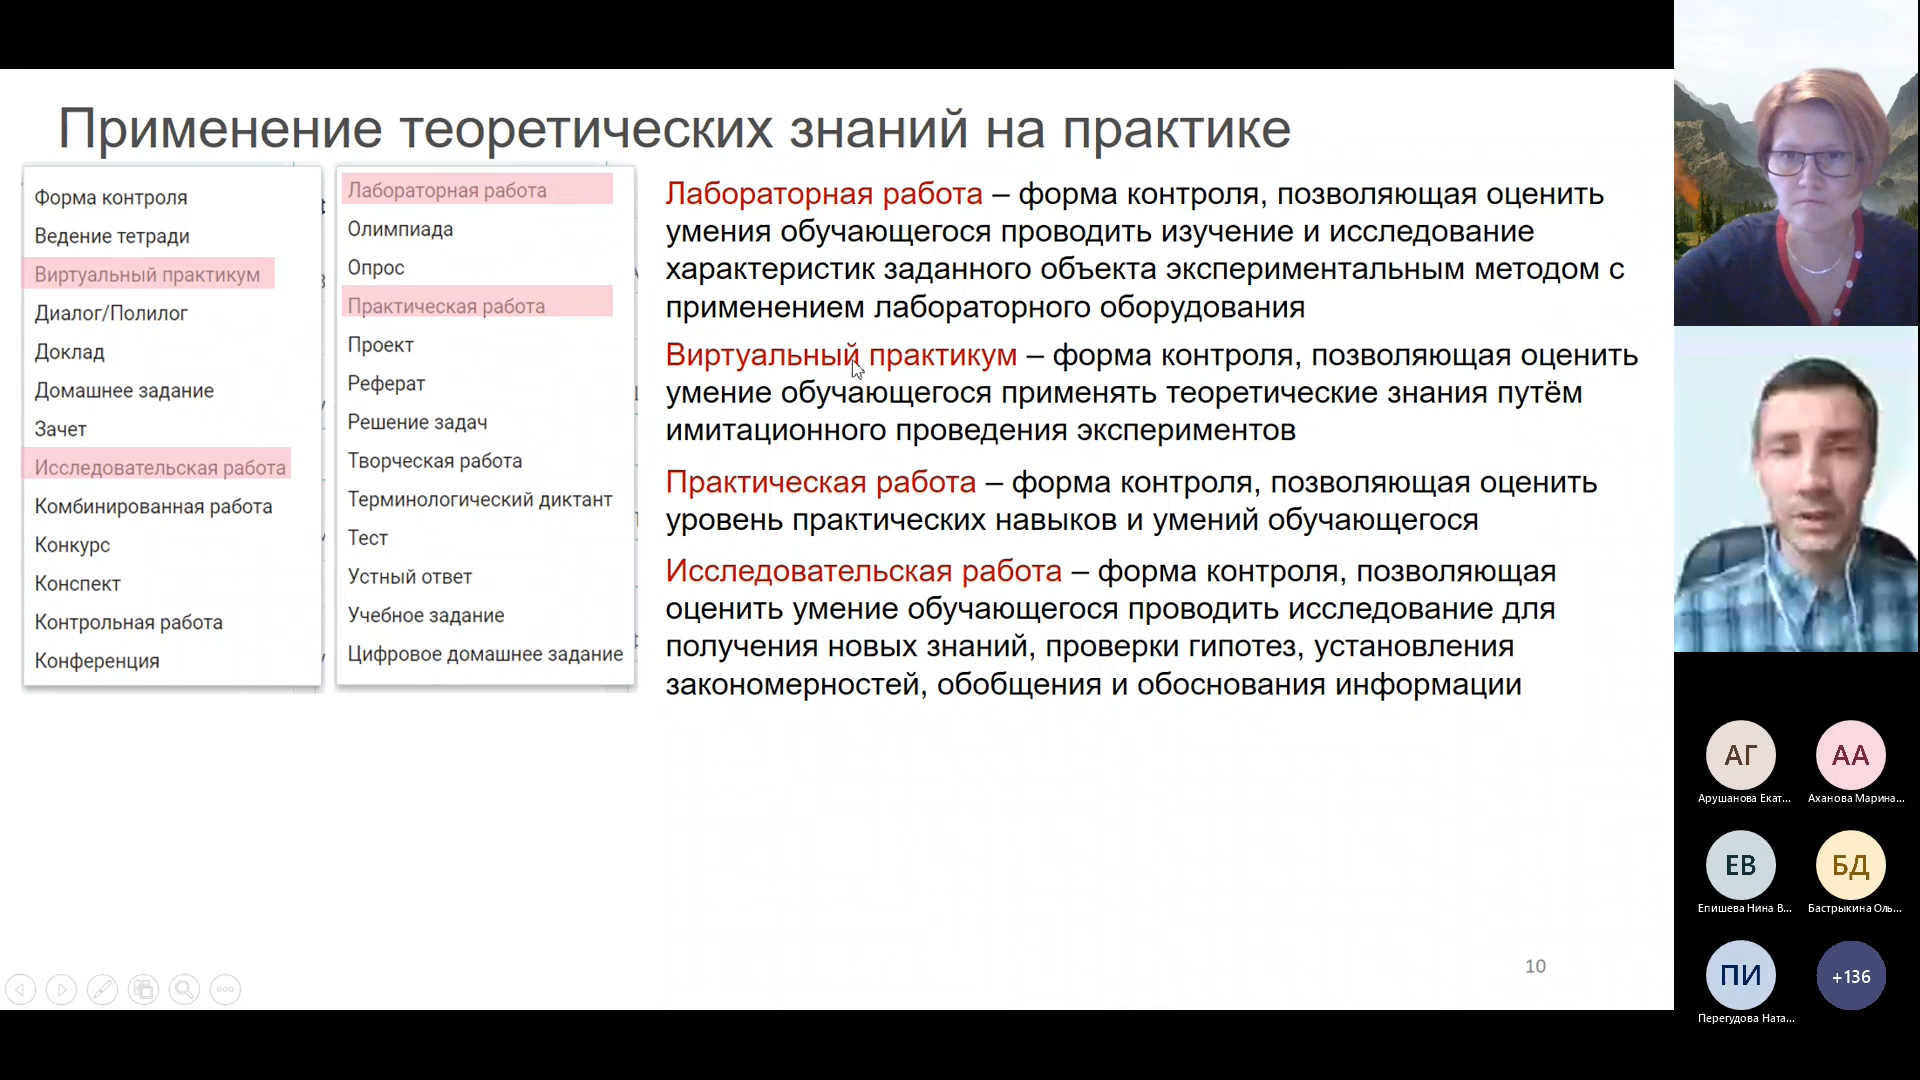 Применение теоретических знаний на практике
Форма контроля
Ведение тетради
Виртуальный практикум
Диалог/Полилог
Доклад
Домашнее задание
Зачет
Исследовательская работа
Комбинированная работа
Конкурс
Конспект
Контрольная работа
Конференция
Лабораторная работа
Олимпиада
Опрос
Практическая работа
Проект
Реферат
Решение задач
Творческая работа
Терминологический диктант
Тест
Устный ответ
Учебное задание
Цифровое домашнее задание
Лабораторная работа – форма контроля, позволяющая оценить
умения обучающегося проводить изучение и исследование
характеристик заданного объекта экспериментальным методом с
применением лабораторного оборудования
Виртуальный практикум – форма контроля, позволяющая оценить
умение обучающегося применять теоретические знания путём
имитационного проведения экспериментов
Практическая работа – форма контроля, позволяющая оценить
уровень практических навыков и умений обучающегося
Исследовательская работа – форма контроля, позволяющая
оценить умение обучающегося проводить исследование для
получения новых знаний, проверки гипотез, установления
закономерностей, обобщения и обоснования информации
10
АГ
Арушанова Екат...
АА
Аханова Марина...
ЕВ
Епишева Нина В...
БД
Бастрыкина Оль...
ПИ
Перегудова Ната...
+136